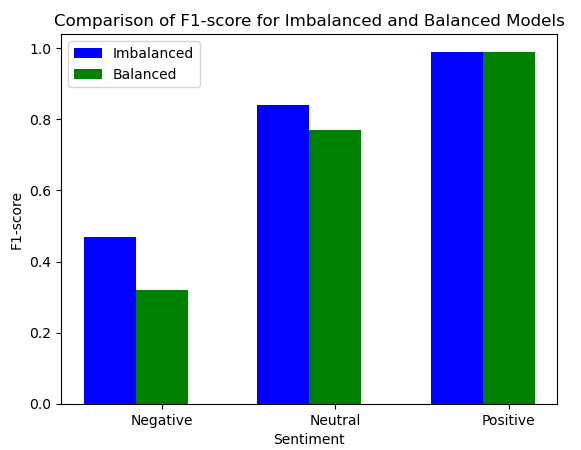 Comparison of F1-score for Imbalanced and Balanced Models
Imbalanced
Balanced
1.0
0.8
0.6
0.4
0.2
0.0
F1-score
Negative
Neutral
Positive
Sentiment